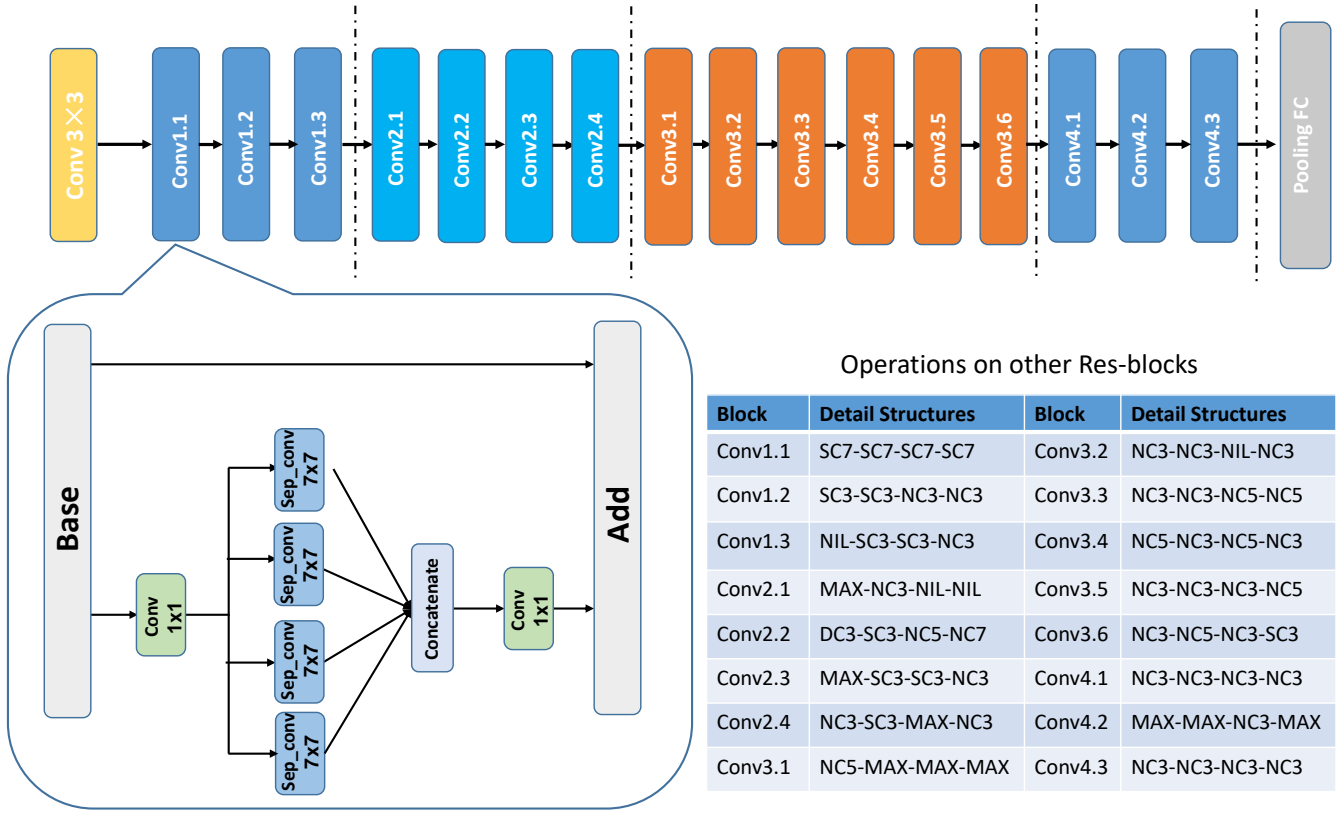 Conv 3×3
Conv1.1
Conv1.2
Conv1.3
Conv2.1
Conv2.2
Conv2.3
Conv2.4
Conv3.1
Conv3.2
Conv3.3
Conv3.4
Conv3.5
Conv3.6
Conv4.1
Conv4.2
Conv4.3
Pooling FC
Base
Conv
1x1
Sep_conv
7x7
Sep_conv
7x7
Sep_conv
7x7
Sep_conv
7x7
Concatenate
Conv
1x1
Add
Operations on other Res-blocks
Block Detail Structures Block Detail Structures
Conv1.1 SC7-SC7-SC7-SC7 Conv3.2 NC3-NC3-NIL-NC3
Conv1.2 SC3-SC3-NC3-NC3 Conv3.3 NC3-NC3-NC5-NC5
Conv1.3 NIL-SC3-SC3-NC3 Conv3.4 NC5-NC3-NC5-NC3
Conv2.1 MAX-NC3-NIL-NIL Conv3.5 NC3-NC3-NC3-NC5
Conv2.2 DC3-SC3-NC5-NC7 Conv3.6 NC3-NC5-NC3-SC3
Conv2.3 MAX-SC3-SC3-NC3 Conv4.1 NC3-NC3-NC3-NC3
Conv2.4 NC3-SC3-MAX-NC3 Conv4.2 MAX-MAX-NC3-MAX
Conv3.1 NC5-MAX-MAX-MAX Conv4.3 NC3-NC3-NC3-NC3